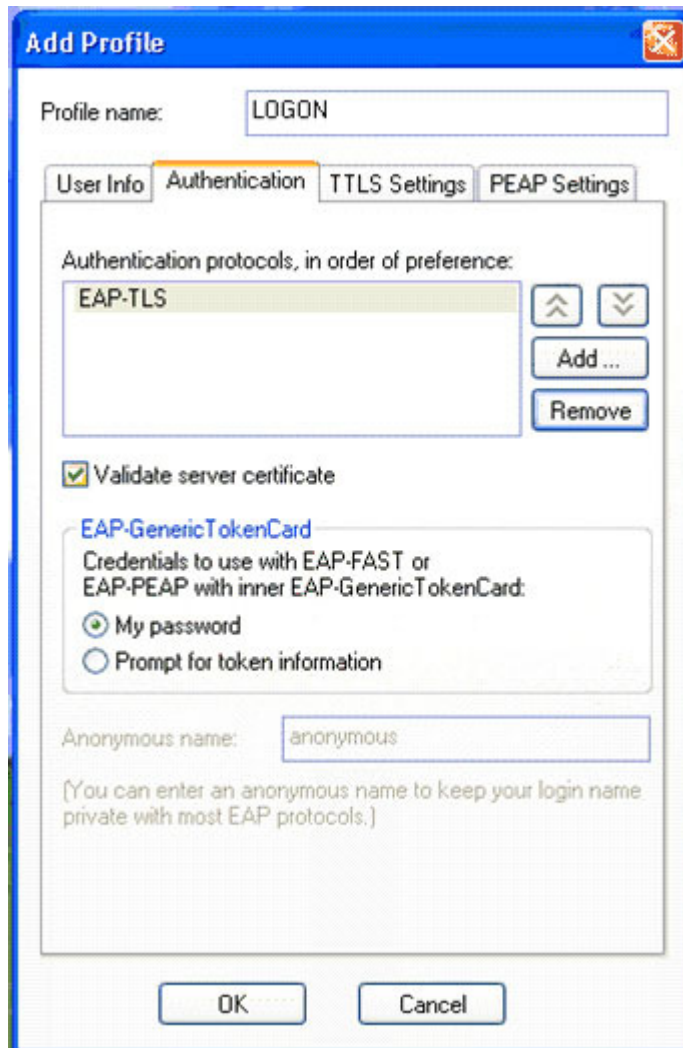 Add Profile
Profile name: LOGON
User Info Authentication TTLS Settings PEAP Settings
Authentication protocols, in order of preference:
EAP-TLS
Add ...
Remove
Validate server certificate
EAP-GenericTokenCard
Credentials to use with EAP-FAST or
EAP-PEAP with inner EAP-GenericTokenCard:
My password
Prompt for token information
Anonymous name: anonymous
(You can enter an anonymous name to keep your login name
private with most EAP protocols.)
OK Cancel